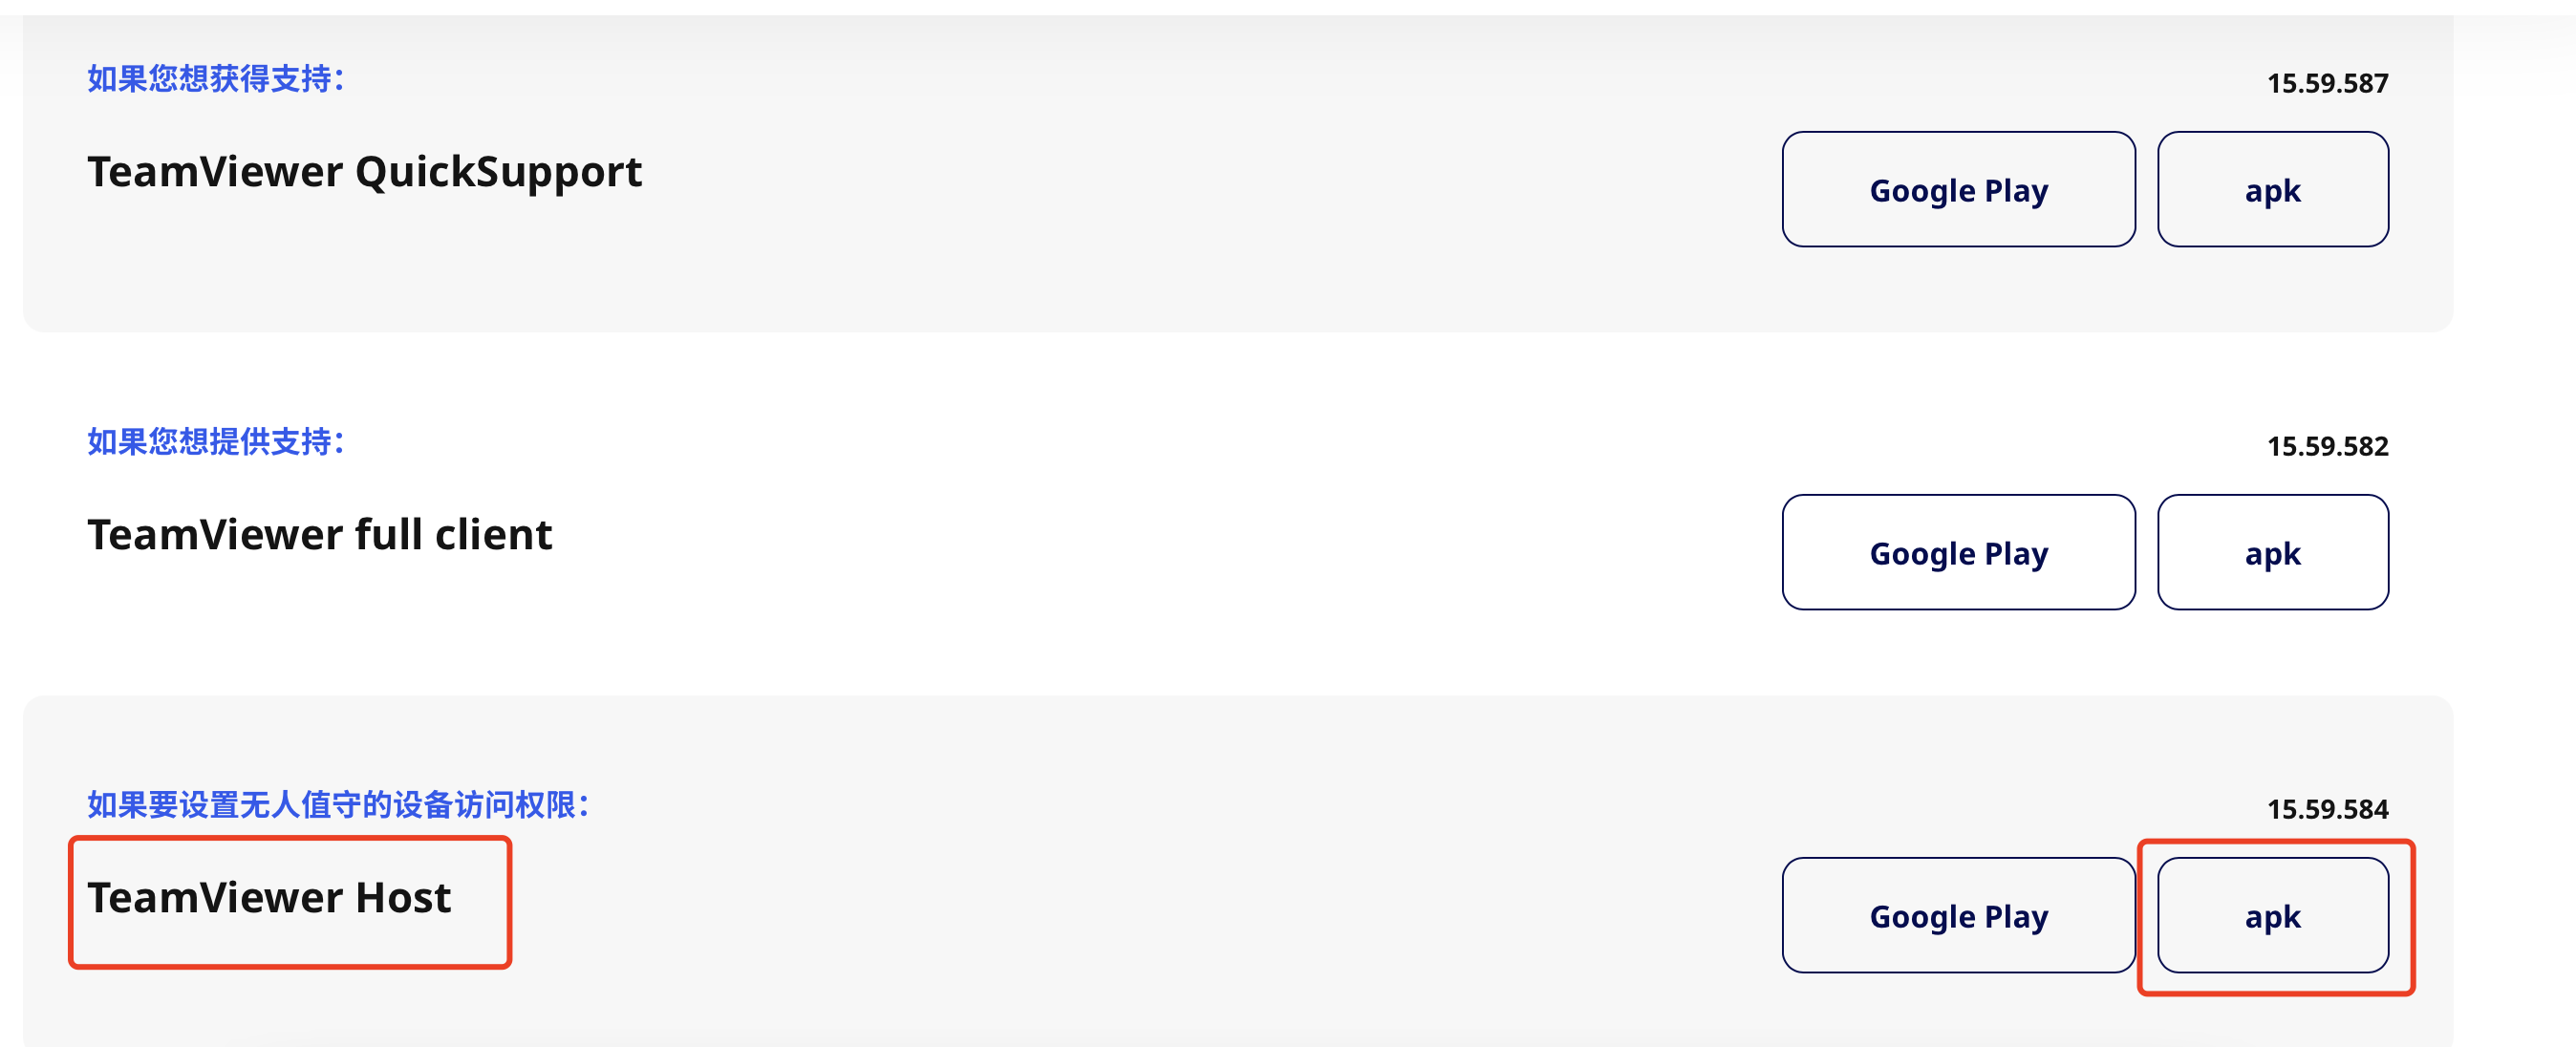 如果您想获得支持：
15.59.587
TeamViewer QuickSupport
Google Play
apk
如果您想提供支持：
15.59.582
TeamViewer full client
Google Play
apk
如果要设置无人值守的设备访问权限：
15.59.584
TeamViewer Host
Google Play
apk